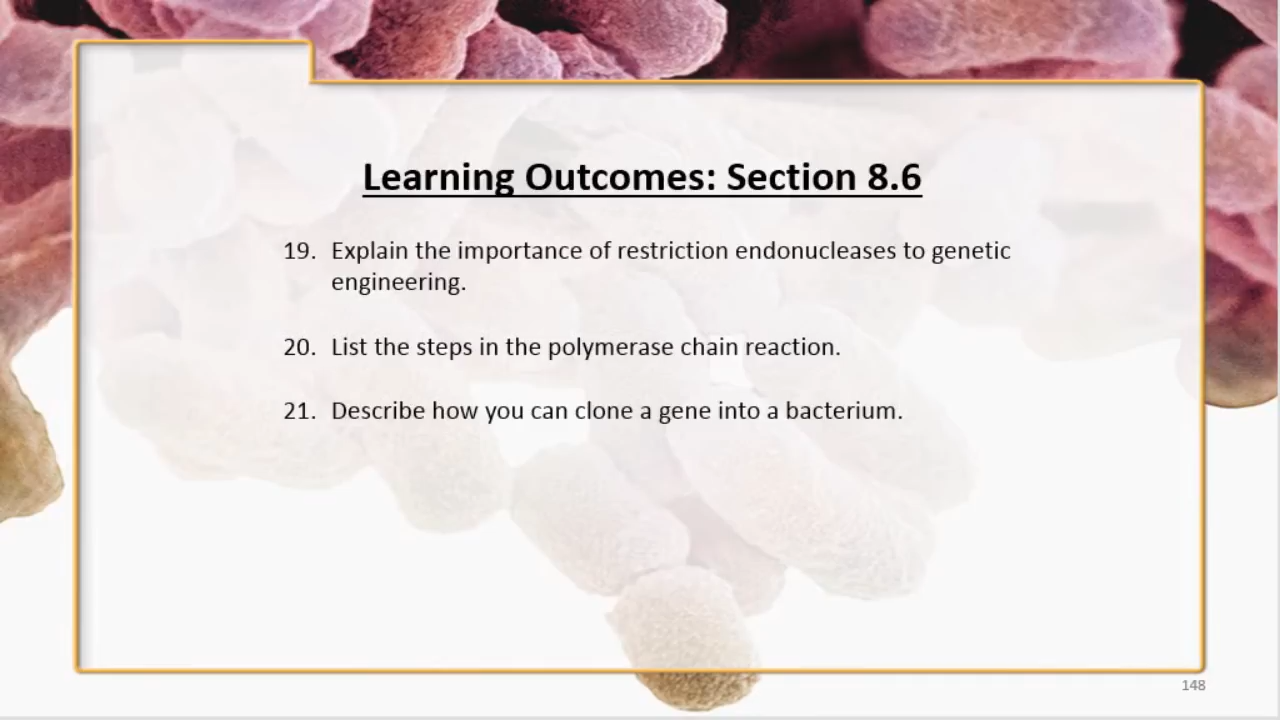 Learning Outcomes: Section 8.6
19. Explain the importance of restriction endonucleases to genetic
engineering.
20. List the steps in the polymerase chain reaction.
21. Describe how you can clone a gene into a bacterium.
148